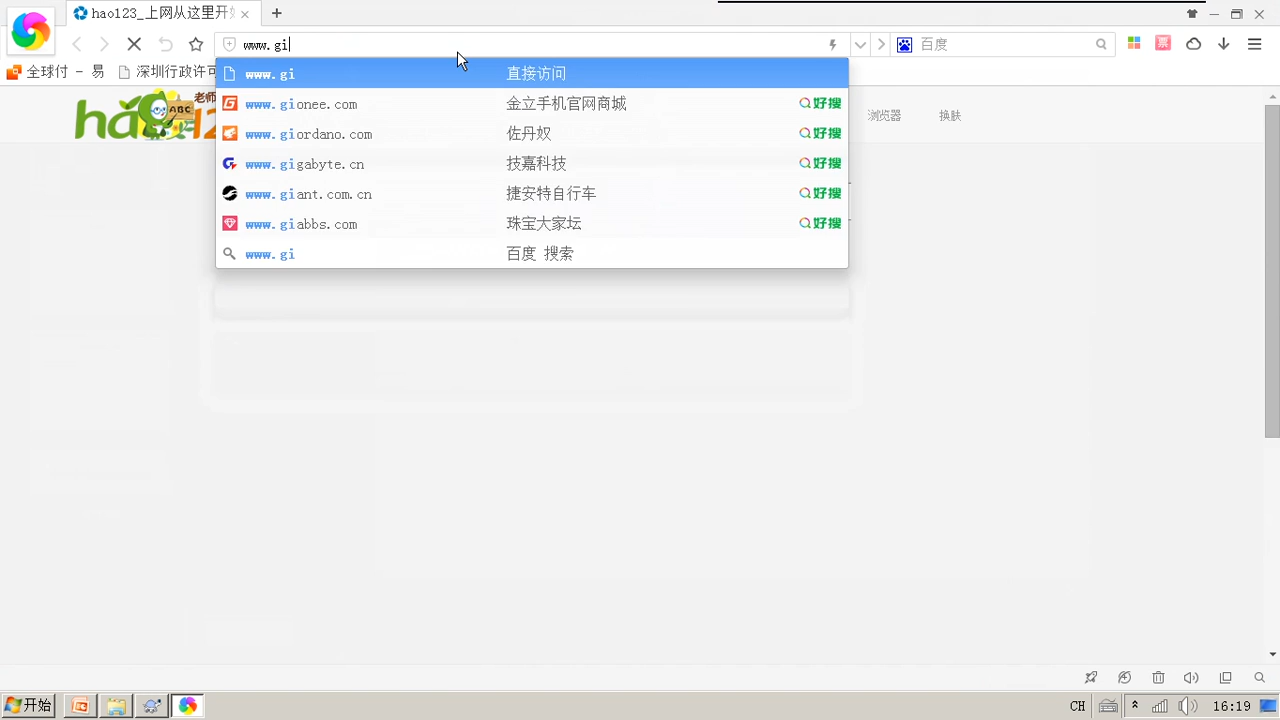 hao123_上网从这里开始
www.gi
百度
全球付 - 易
深圳行政许可
www.gi 直接访问
www.gionee.com 金立手机官网商城 好搜
www.giordano.com 佐丹奴 好搜
www.gigabyte.cn 技嘉科技 好搜
www.giant.com.cn 捷安特自行车 好搜
www.giabbs.com 珠宝大家坛 好搜
www.gi 百度 搜索
老师
ABC
浏览器 换肤
票
开始
CH
16:19